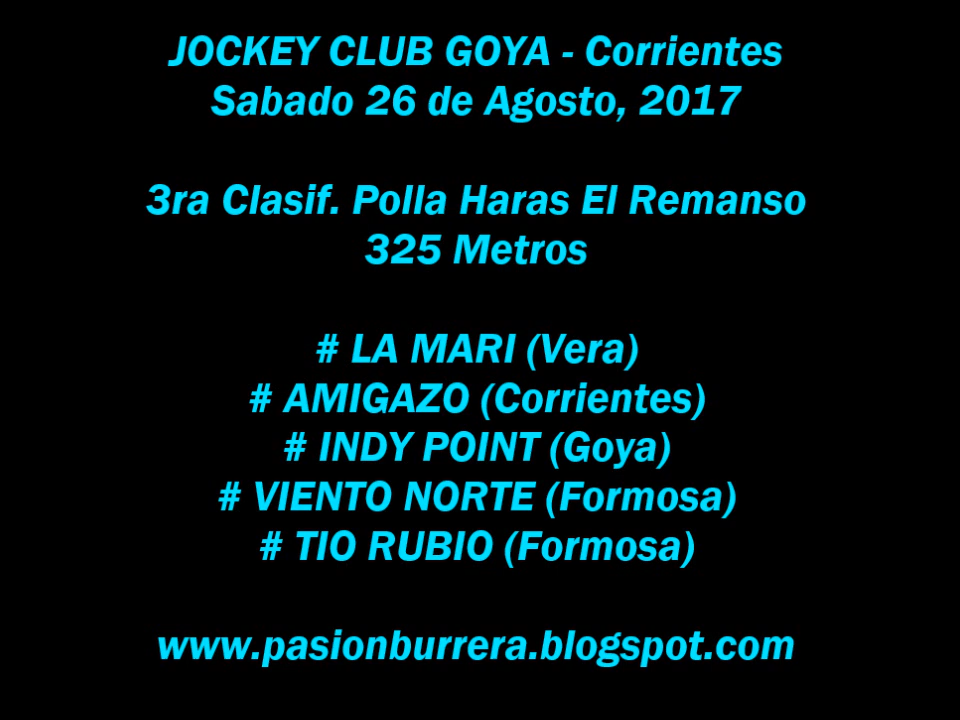 JOCKEY CLUB GOYA - Corrientes
Sabado 26 de Agosto, 2017
3ra Clasif. Polla Haras El Remanso
325 Metros
# LA MARI (Vera)
# AMIGAZO (Corrientes)
# INDY POINT (Goya)
# VIENTO NORTE (Formosa)
# TIO RUBIO (Formosa)
www.pasionburrera.blogspot.com